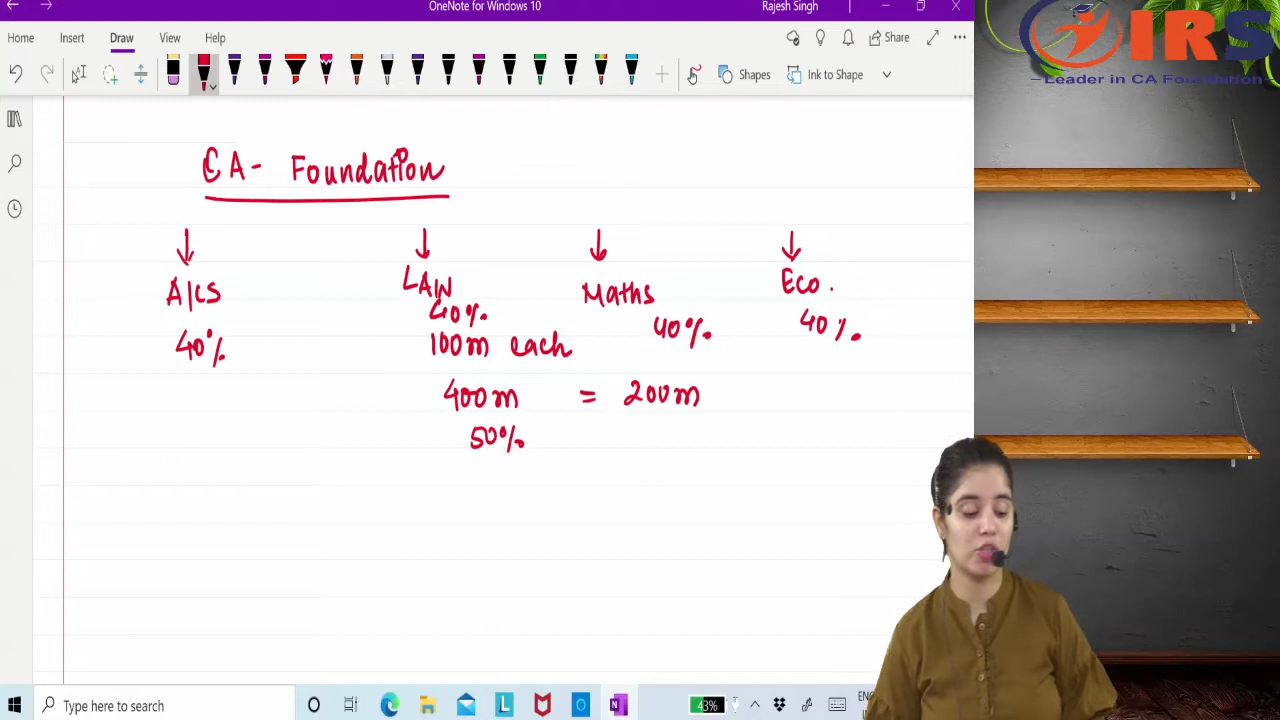 OneNote for Windows 10
Rajesh Singh
Home Insert Draw View Help
Share
Shapes
Ink to Shape
IRS
-Leader in CA Foundation-
CA- Foundation
A/CS
LAW
Maths
Eco.
40%
40%
40%
40%
100m each
400m = 200m
50%
Type here to search
43%